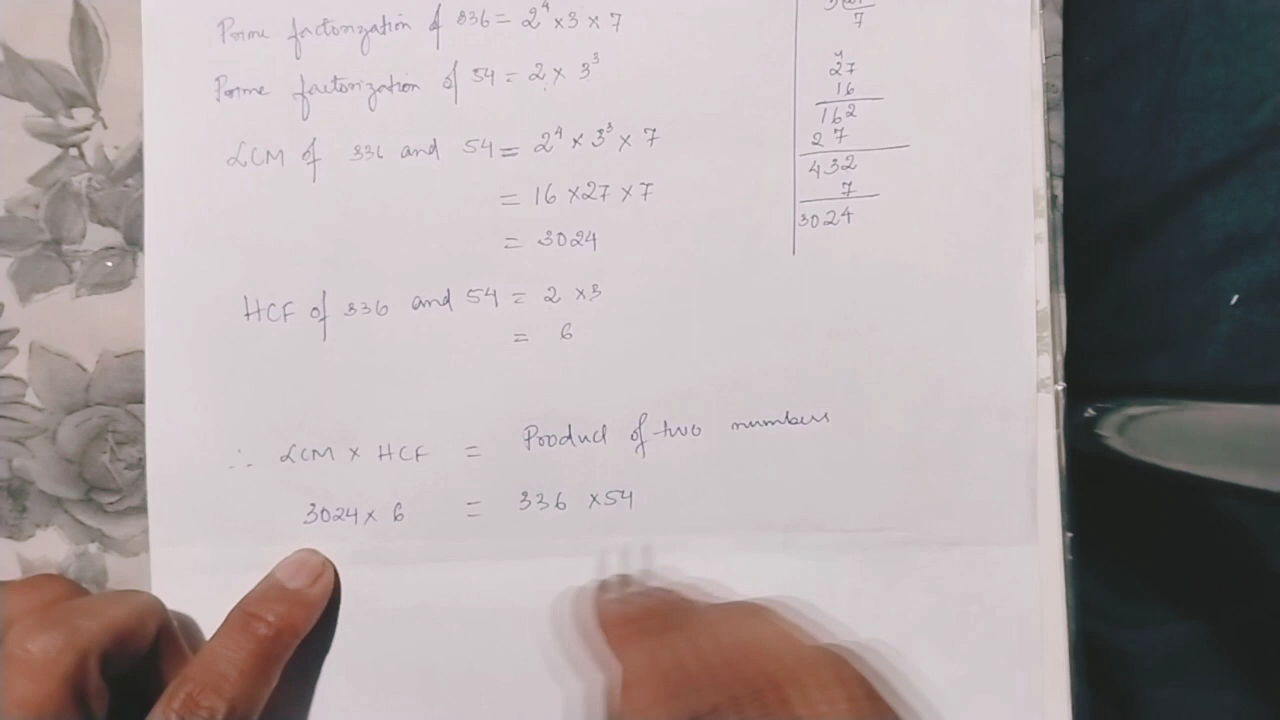 Prime factorization of 336 = 2⁴ × 3 × 7
Prime factorization of 54 = 2 × 3³
LCM of 336 and 54 = 2⁴ × 3³ × 7
= 16 × 27 × 7
= 3024
HCF of 336 and 54 = 2 × 3
= 6
∴ LCM × HCF = Product of two numbers
3024 × 6 = 336 × 54
7
4
27
16
162
27
432
7
3024